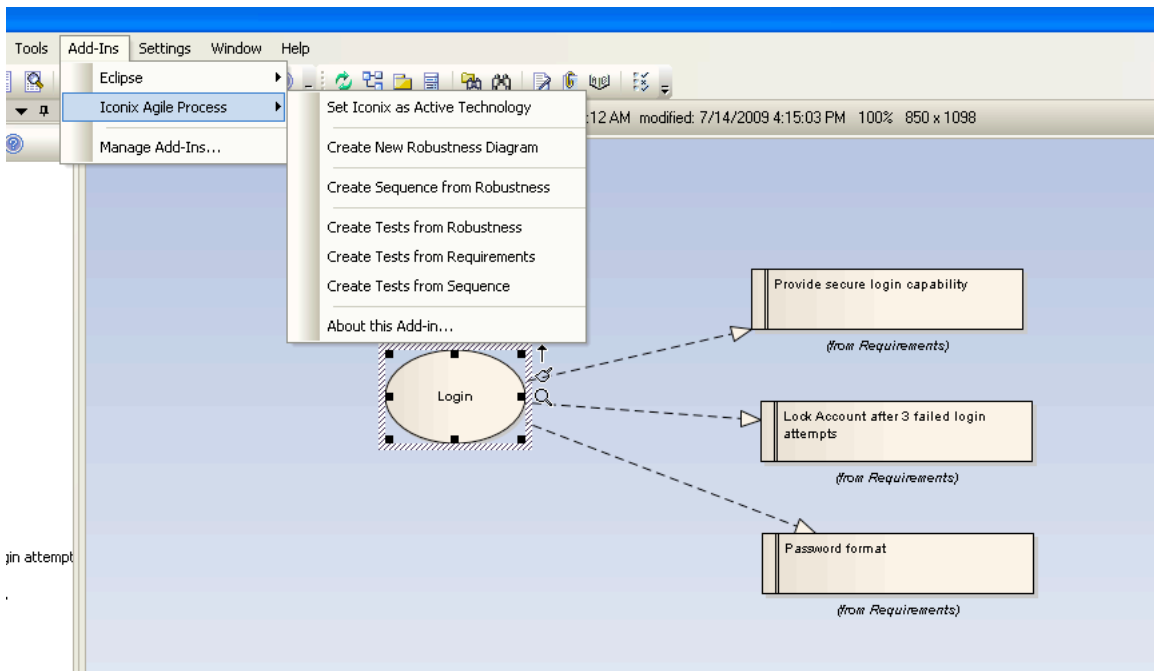 Tools Add-Ins Settings Window Help
Eclipse
Iconix Agile Process
Manage Add-Ins...
Set Iconix as Active Technology
Create New Robustness Diagram
Create Sequence from Robustness
Create Tests from Robustness
Create Tests from Requirements
Create Tests from Sequence
About this Add-in...
:12 AM modified: 7/14/2009 4:15:03 PM 100% 850 x 1098
Provide secure login capability
(from Requirements)
Login
Lock Account after 3 failed login
attempts
(from Requirements)
Password format
(from Requirements)
gin attempt